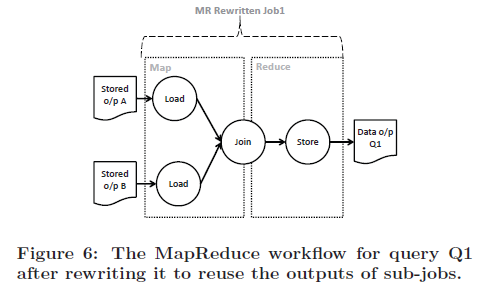 MR Rewritten Job1
Map
Reduce
Stored
o/p A
Load
Join
Store
Data o/p
Q1
Stored
o/p B
Load
Figure 6: The MapReduce workflow for query Q1
after rewriting it to reuse the outputs of sub-jobs.